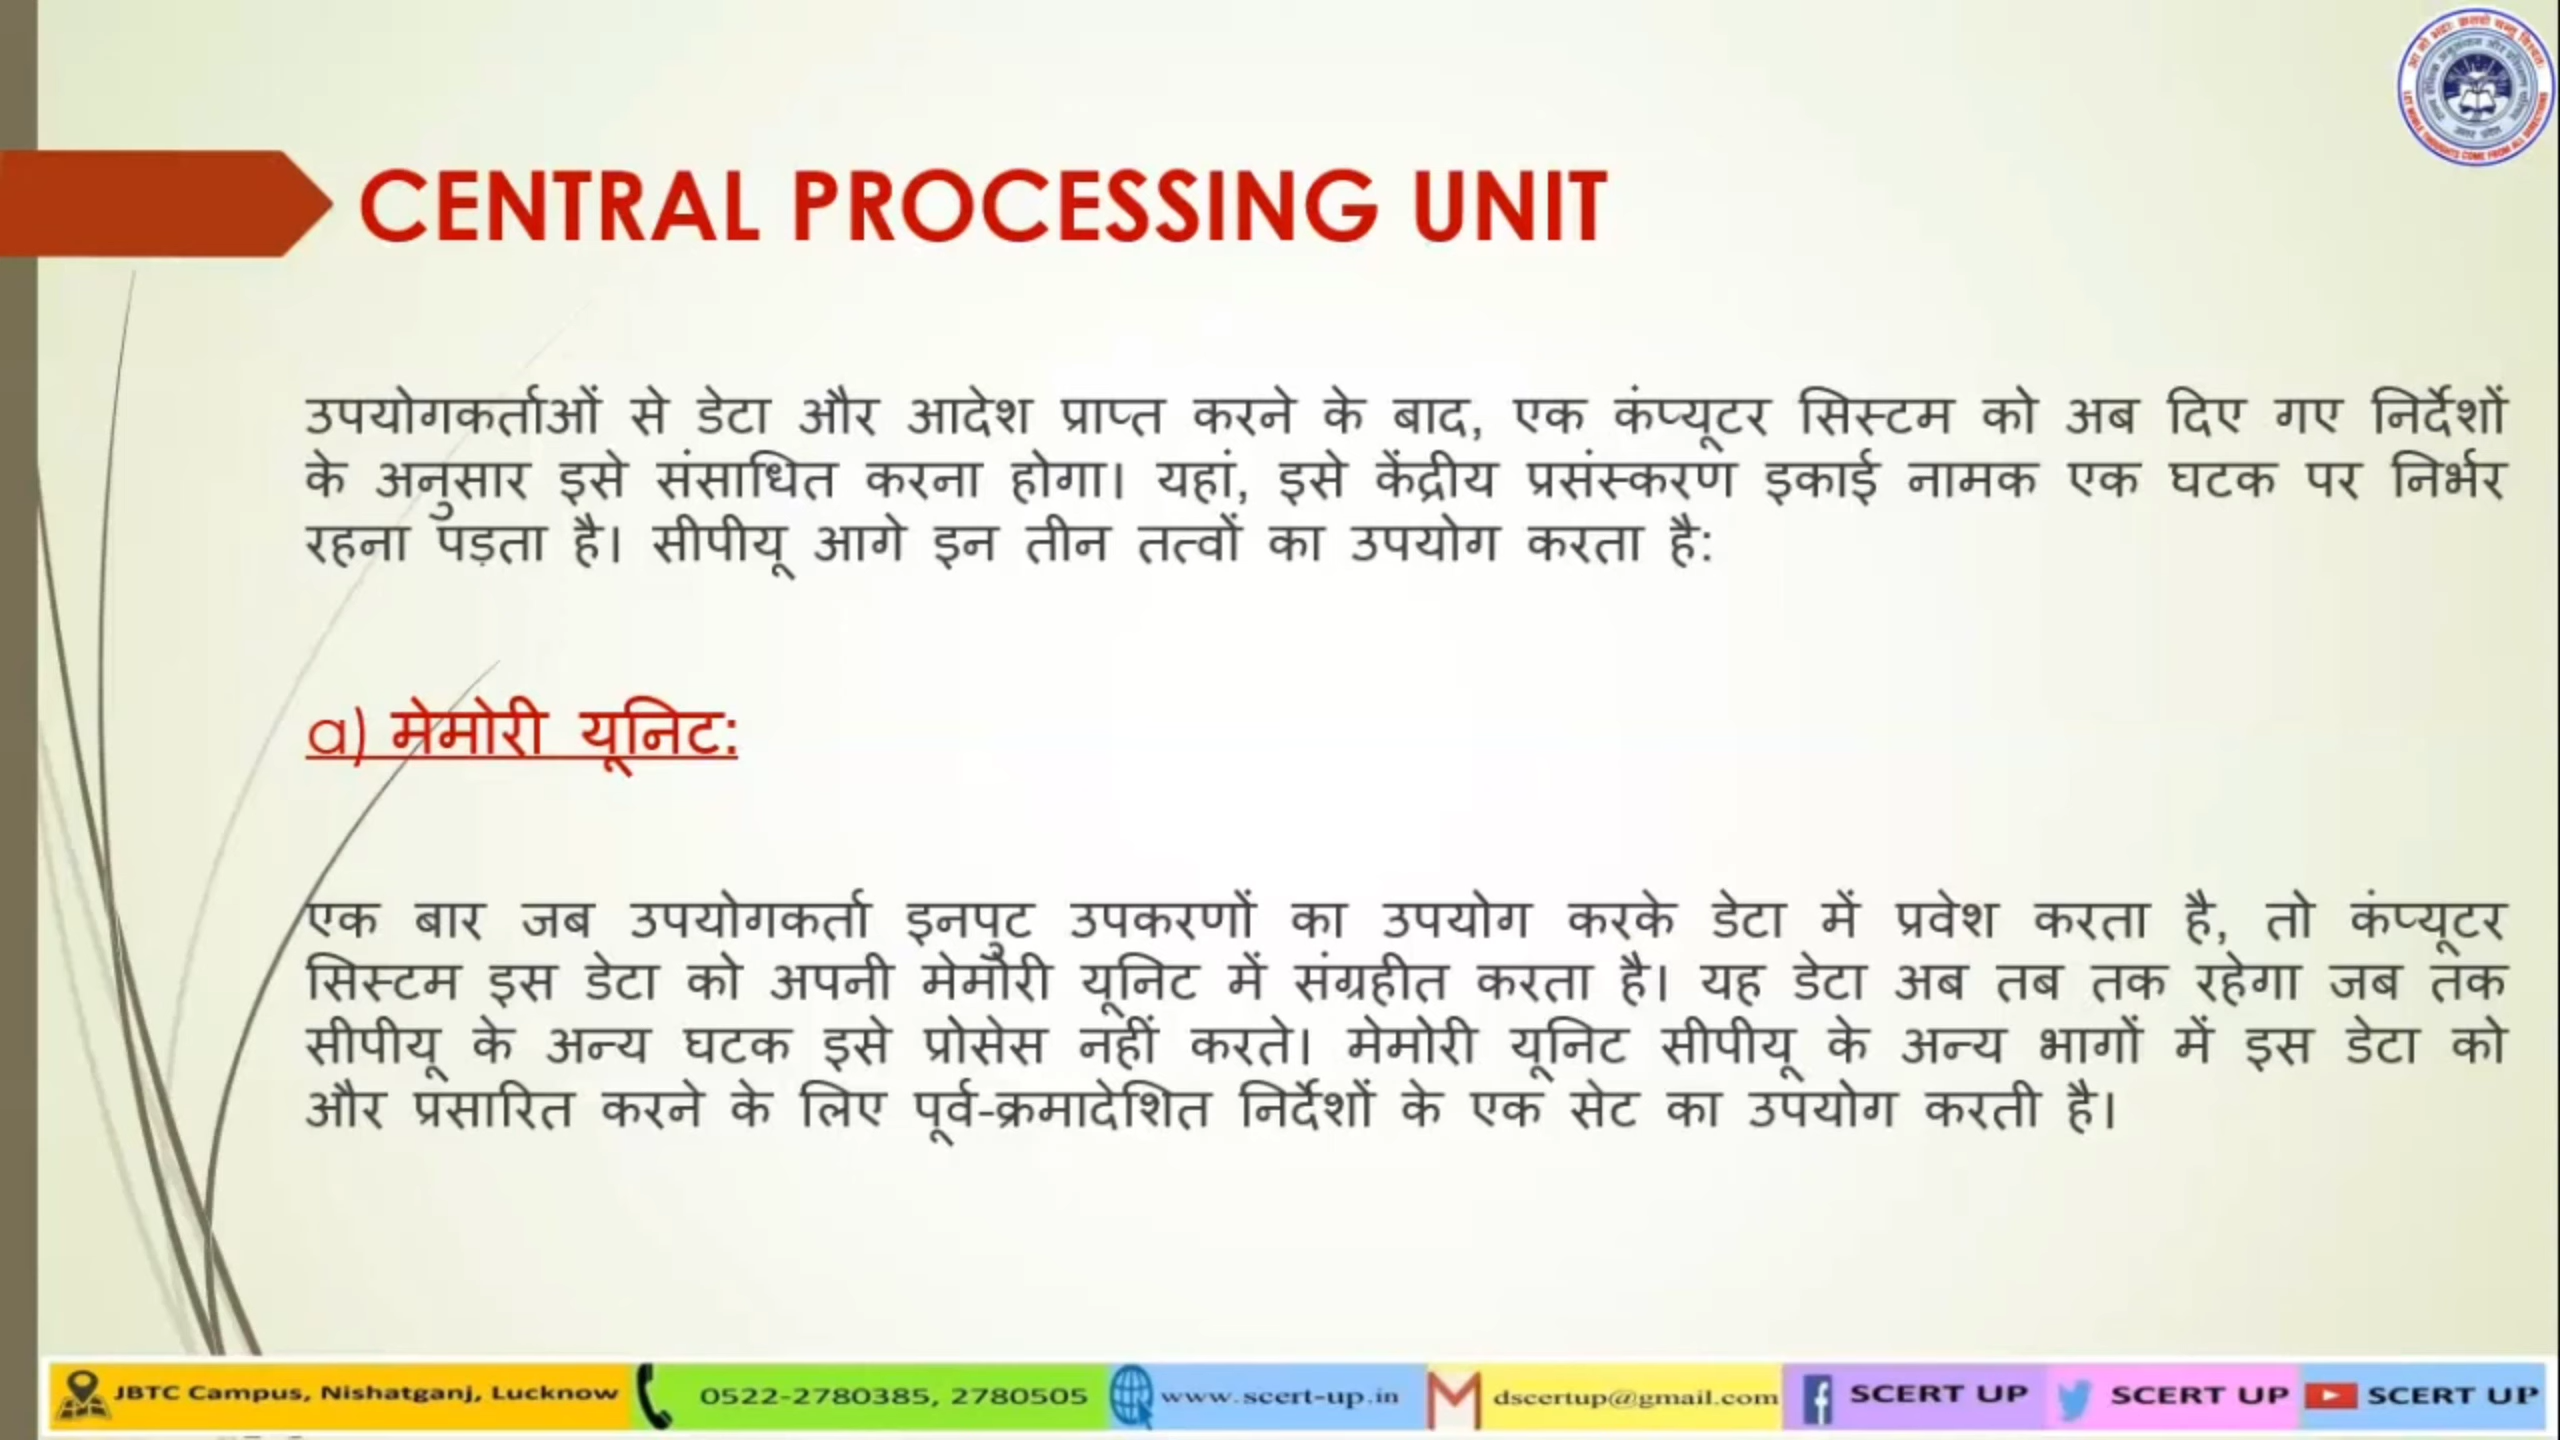 CENTRAL PROCESSING UNIT
उपयोगकर्ताओं से डेटा और आदेश प्राप्त करने के बाद, एक कंप्यूटर सिस्टम को अब दिए गए निर्देशों
के अनुसार इसे संसाधित करना होगा। यहां, इसे केंद्रीय प्रसंस्करण इकाई नामक एक घटक पर निर्भर
रहना पड़ता है। सीपीयू आगे इन तीन तत्वों का उपयोग करता है:
a) मेमोरी यूनिट:
एक बार जब उपयोगकर्ता इनपुट उपकरणों का उपयोग करके डेटा में प्रवेश करता है, तो कंप्यूटर
सिस्टम इस डेटा को अपनी मेमोरी यूनिट में संग्रहीत करता है। यह डेटा अब तब तक रहेगा जब तक
सीपीयू के अन्य घटक इसे प्रोसेस नहीं करते। मेमोरी यूनिट सीपीयू के अन्य भागों में इस डेटा को
और प्रसारित करने के लिए पूर्व-क्रमादेशित निर्देशों के एक सेट का उपयोग करती है।
JBTC Campus, Nishatganj, Lucknow 0522-2780385, 2780505 www.scert-up.in dscertup@gmail.com SCERT UP SCERT UP SCERT UP